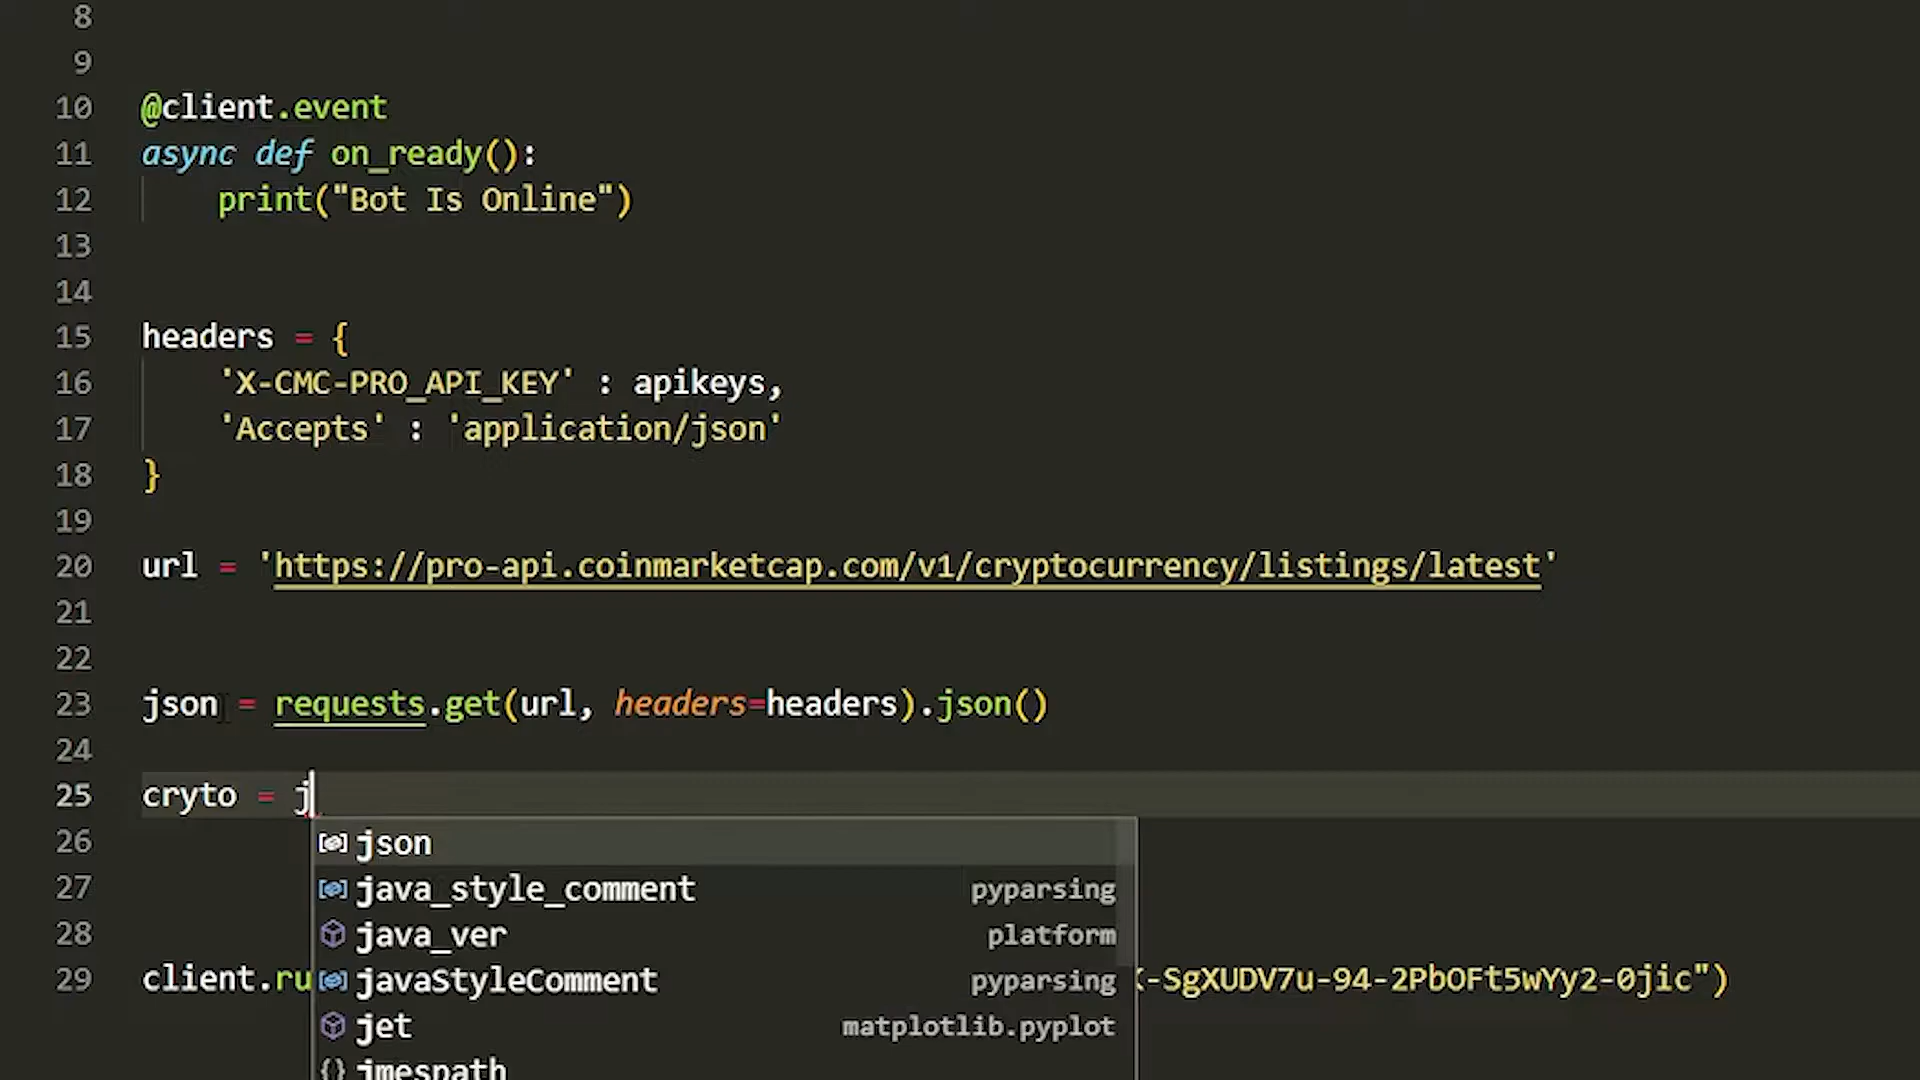 8
9
10 @client.event
11 async def on_ready():
12 print("Bot Is Online")
13
14
15 headers = {
16 'X-CMC-PRO_API_KEY' : apikeys,
17 'Accepts' : 'application/json'
18 }
19
20 url = 'https://pro-api.coinmarketcap.com/v1/cryptocurrency/listings/latest'
21
22
23 json = requests.get(url, headers=headers).json()
24
25 cryto = j
26 json
27 java_style_comment pyparsing
28 java_ver platform
29 client.ru javaStyleComment pyparsing -SgXUDV7u-94-2PbOFt5wYy2-0jic")
jet matplotlib.pyplot
jmespath